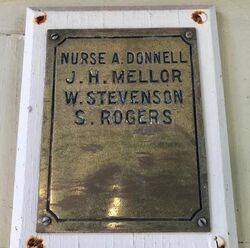 NURSE A. DONNELL
J. H. MELLOR
W. STEVENSON
S. ROGERS